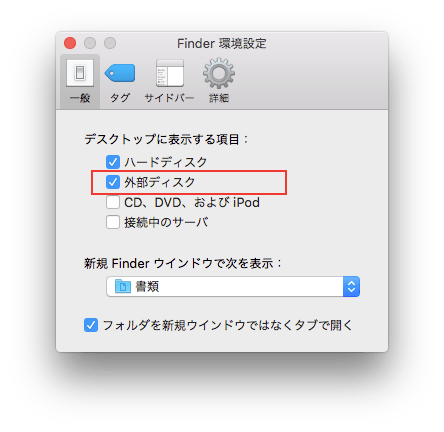 Finder 環境設定
一般 タグ サイドバー 詳細
デスクトップに表示する項目：
ハードディスク
外部ディスク
CD、DVD、および iPod
接続中のサーバ
新規 Finder ウインドウで次を表示：
書類
フォルダを新規ウインドウではなくタブで開く